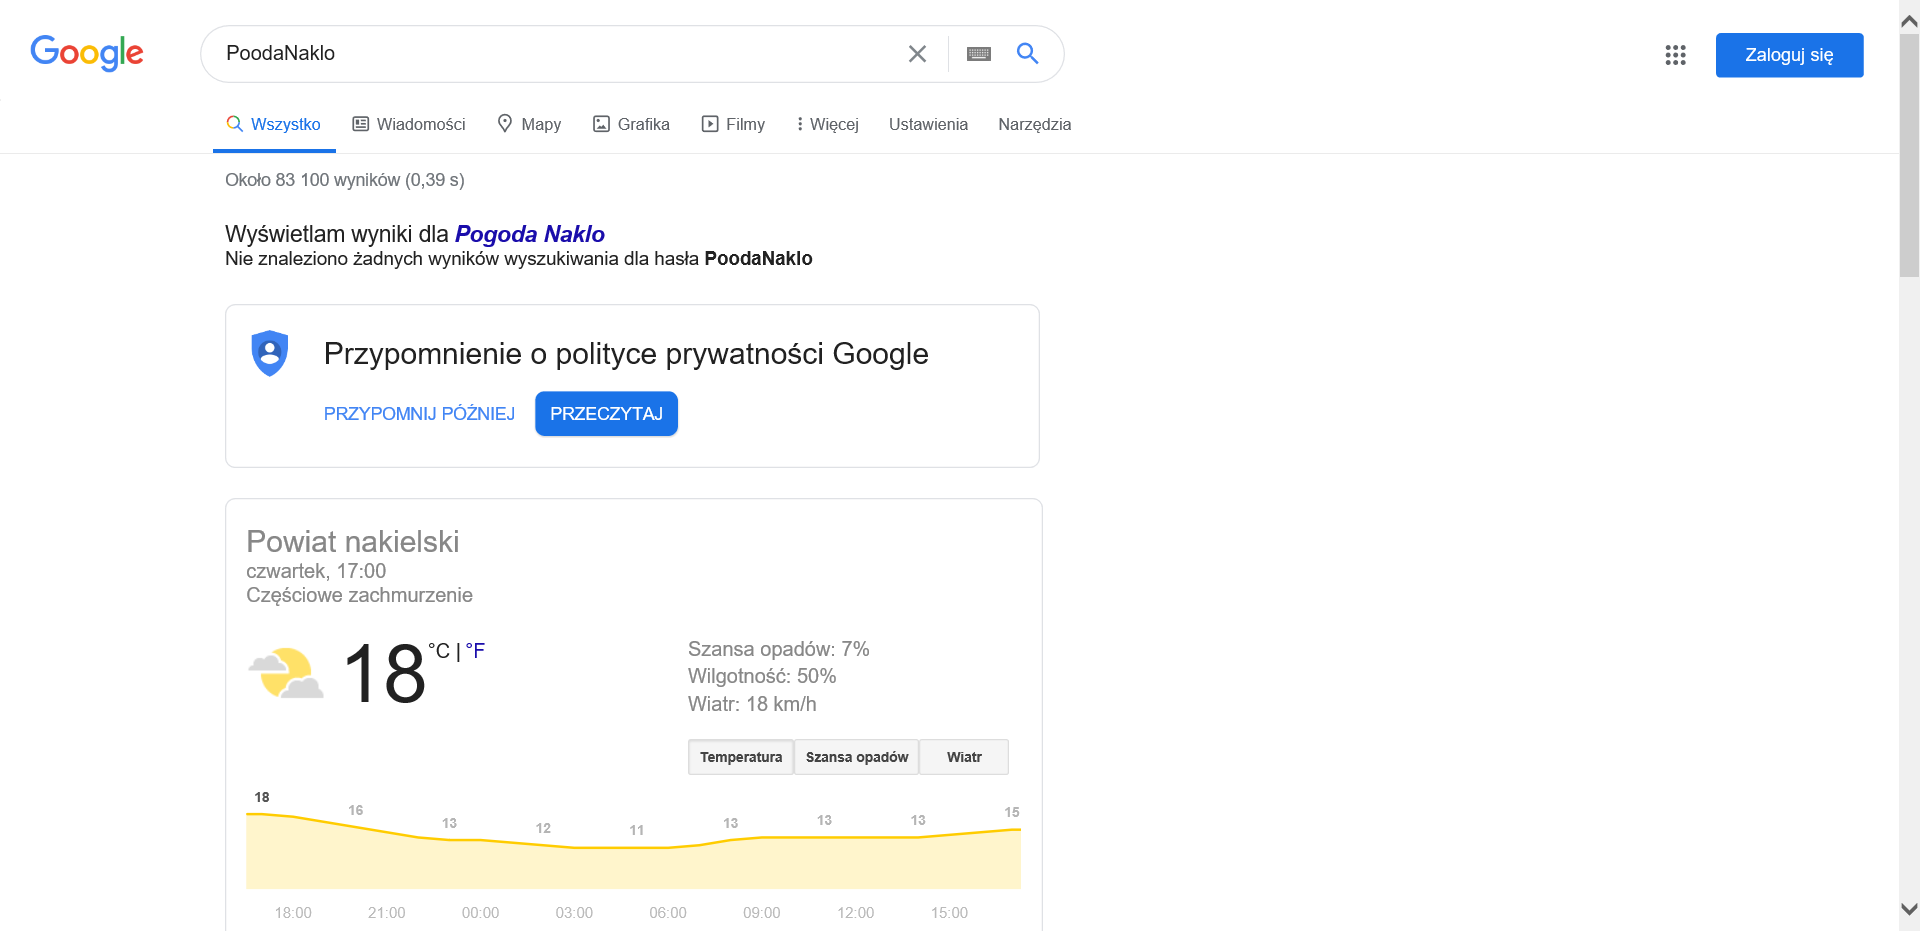 Google
PoodaNaklo
Zaloguj się
Wszystko Wiadomości Mapy Grafika Filmy Więcej Ustawienia Narzędzia
Około 83 100 wyników (0,39 s)
Wyświetlam wyniki dla Pogoda Naklo
Nie znaleziono żadnych wyników wyszukiwania dla hasła PoodaNaklo
Przypomnienie o polityce prywatności Google
PRZYPOMNIJ PÓŹNIEJ PRZECZYTAJ
Powiat nakielski
czwartek, 17:00
Częściowe zachmurzenie
18 °C | °F
Szansa opadów: 7%
Wilgotność: 50%
Wiatr: 18 km/h
Temperatura Szansa opadów Wiatr
18 16 13 12 11 13 13 13 15
18:00 21:00 00:00 03:00 06:00 09:00 12:00 15:00